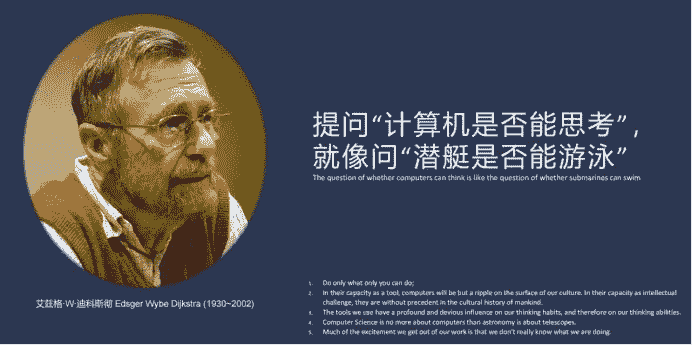 提问“计算机是否能思考”，
就像问“潜艇是否能游泳”
The question of whether computers can think is like the question of whether submarines can swim
艾兹格·W·迪科斯彻 Edsger Wybe Dijkstra (1930~2002)
1. Do only what only you can do;
2. In their capacity as a tool, computers will be but a ripple on the surface of our culture. In their capacity as intellectual
challenge, they are without precedent in the cultural history of mankind.
3. The tools we use have a profound and devious influence on our thinking habits, and therefore on our thinking abilities.
4. Computer Science is no more about computers than astronomy is about telescopes.
5. Much of the excitement we get out of our work is that we don't really know what we are doing.